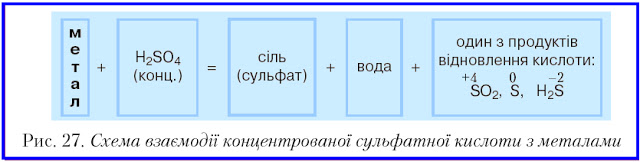 метал + H₂SO₄ (конц.) = сіль (сульфат) + вода + один з продуктів відновлення кислоти:
+4 0 −2
SO₂, S, H₂S
Рис. 27. Схема взаємодії концентрованої сульфатної кислоти з металами